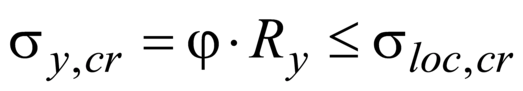 σ_{y,cr} = φ · R_y ≤ σ_{loc,cr}